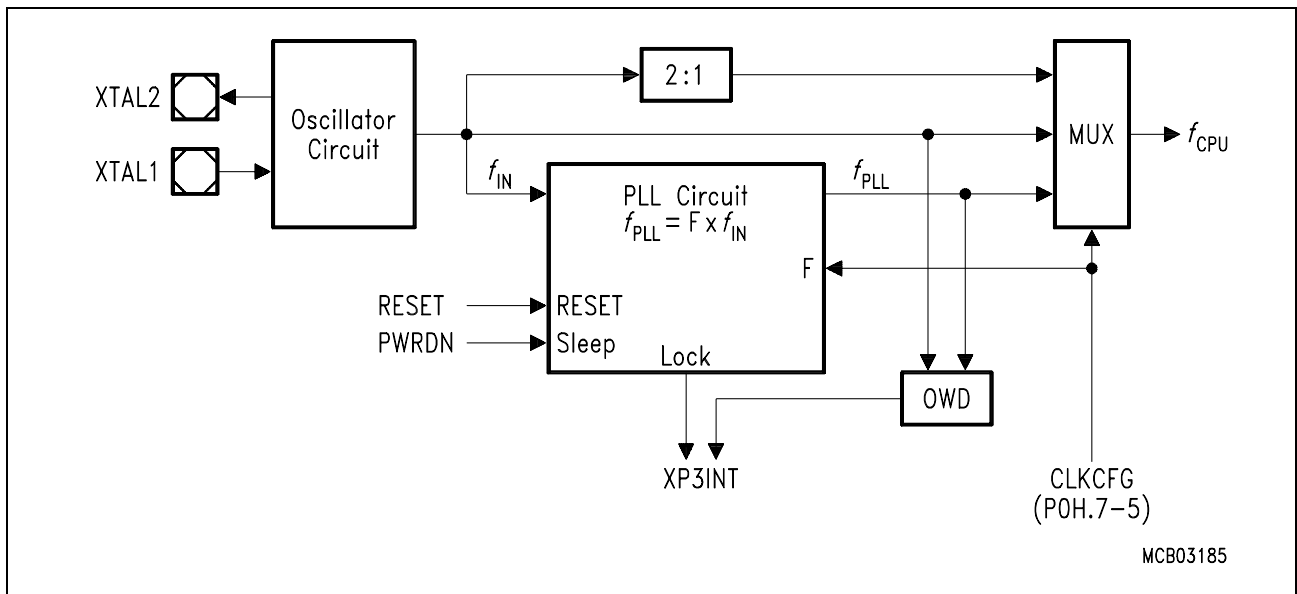 XTAL2
XTAL1
Oscillator
Circuit
2:1
MUX
fCPU
fIN
PLL Circuit
fPLL = F x fIN
fPLL
F
RESET
RESET
PWRDN
Sleep
Lock
OWD
XP3INT
CLKCFG
(P0H.7-5)
MCB03185